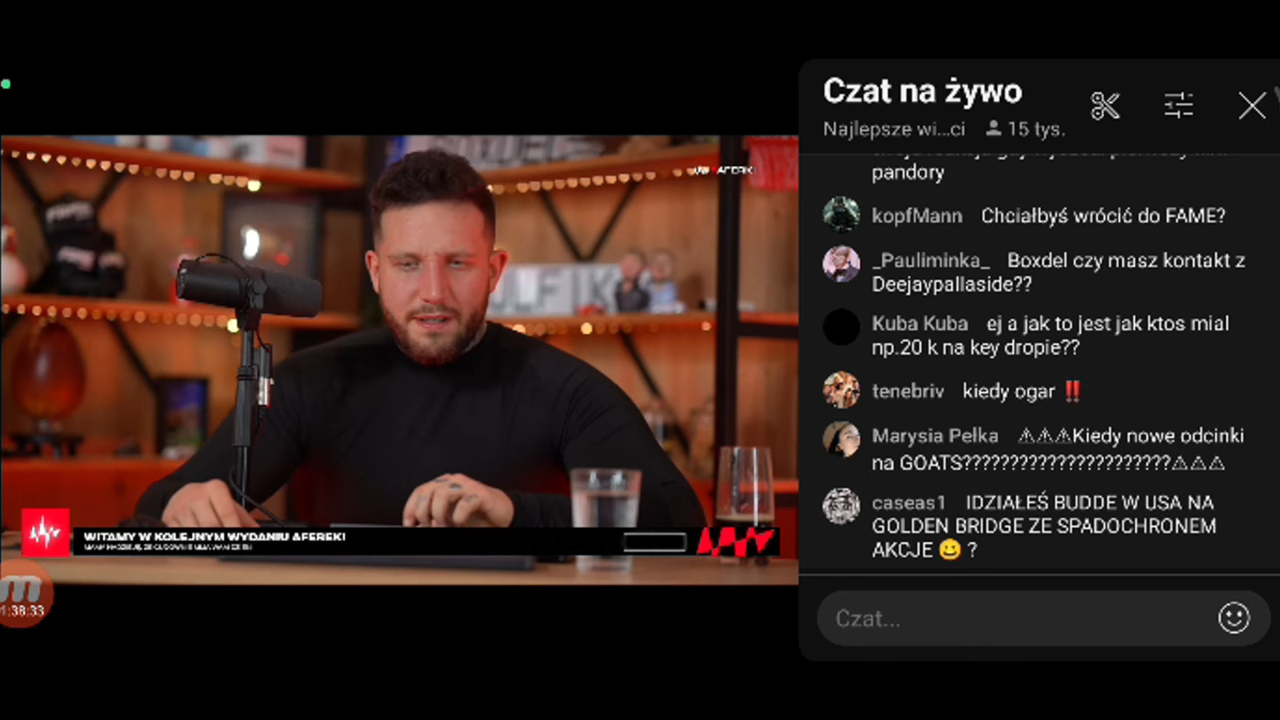 Czat na żywo
Najlepsze wi...ci 15 tys.
pandory
kopfMann Chciałbyś wrócić do FAME?
_Pauliminka_ Boxdel czy masz kontakt z
Deejaypallaside??
Kuba Kuba ej a jak to jest jak ktos mial
np.20 k na key dropie??
tenebriv kiedy ogar ‼️
Marysia Pełka ⚠⚠⚠Kiedy nowe odcinki
na GOATS??????????????????????⚠⚠⚠
caseas1 IDZIAŁEŚ BUDDE W USA NA
GOLDEN BRIDGE ZE SPADOCHRONEM
AKCJE 😀 ?
Czat...
WITAMY W KOLEJNYM WYDANIU AFEREK!
1:38:33